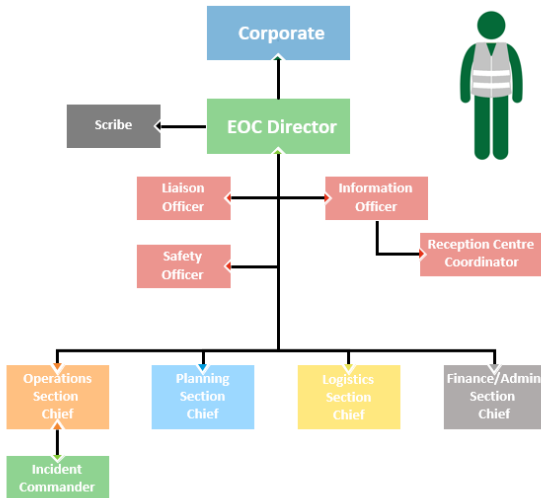 Corporate
Scribe
EOC Director
Liaison
Officer
Information
Officer
Safety
Officer
Reception Centre
Coordinator
Operations
Section
Chief
Planning
Section
Chief
Logistics
Section
Chief
Finance/Admin
Section
Chief
Incident
Commander